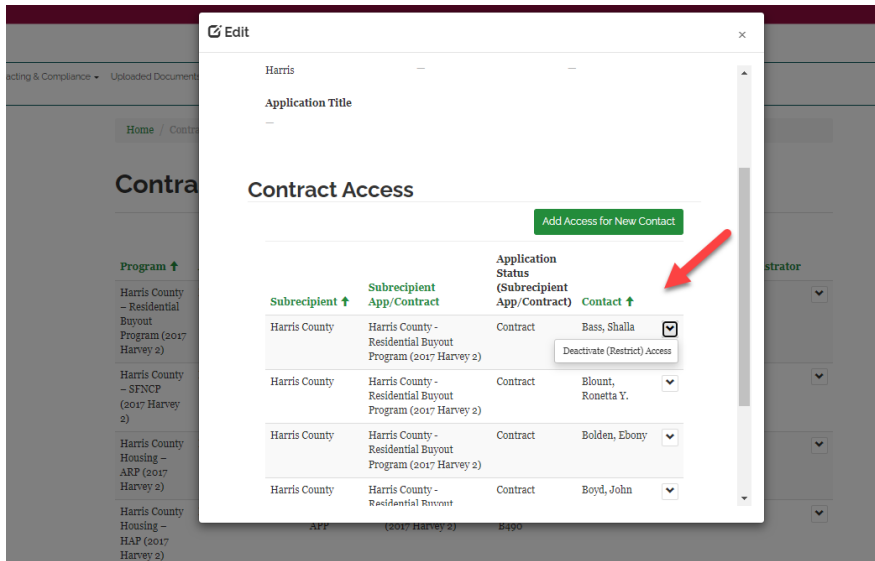 Edit
×
acting & Compliance
Uploaded Documents
Home / Contra
Contra
Program ↑
Harris County
– Residential
Buyout
Program (2017
Harvey 2)
Harris County
– SFNCP
(2017 Harvey
2)
Harris County
Housing –
ARP (2017
Harvey 2)
Harris County
Housing –
HAP (2017
Harvey 2)
APP
(2017 Harvey 2)
B490
strator
Harris
—
—
Application Title
—
Contract Access
Add Access for New Contact
Subrecipient ↑
Subrecipient
App/Contract
Application
Status
(Subrecipient
App/Contract)
Contact ↑
Harris County
Harris County -
Residential Buyout
Program (2017 Harvey 2)
Contract
Bass, Shalla
Deactivate (Restrict) Access
Harris County
Harris County -
Residential Buyout
Program (2017 Harvey 2)
Contract
Blount,
Ronetta Y.
Harris County
Harris County -
Residential Buyout
Program (2017 Harvey 2)
Contract
Bolden, Ebony
Harris County
Harris County -
Residential Buyout
Contract
Boyd, John